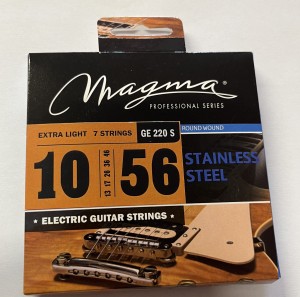 magma
PROFESSIONAL SERIES
EXTRA LIGHT 7 STRINGS GE 220 S
ROUND WOUND
10 13 17 26 36 46 56
STAINLESS
STEEL
★ ELECTRIC GUITAR STRINGS ★